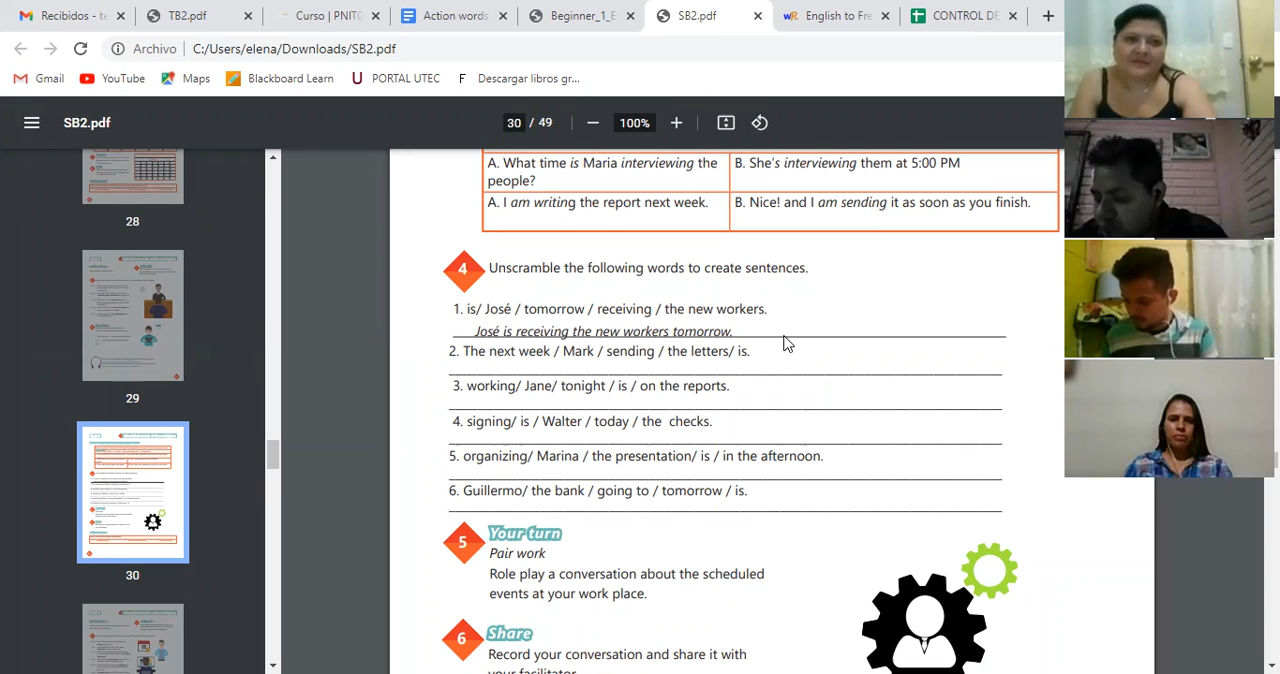 Recibidos - te
TB2.pdf
Curso | PNITC
Action words
Beginner_1_E
SB2.pdf
English to Fre
CONTROL DE
Archivo
C:/Users/elena/Downloads/SB2.pdf
Gmail
YouTube
Maps
Blackboard Learn
PORTAL UTEC
Descargar libros gr...
SB2.pdf
30 / 49
100%
28
29
30
A. What time is Maria interviewing the people?
B. She's interviewing them at 5:00 PM
A. I am writing the report next week.
B. Nice! and I am sending it as soon as you finish.
4
Unscramble the following words to create sentences.
1. is/ José / tomorrow / receiving / the new workers.
José is receiving the new workers tomorrow.
2. The next week / Mark / sending / the letters/ is.
3. working/ Jane/ tonight / is / on the reports.
4. signing/ is / Walter / today / the checks.
5. organizing/ Marina / the presentation/ is / in the afternoon.
6. Guillermo/ the bank / going to / tomorrow / is.
5
Your turn
Pair work
Role play a conversation about the scheduled
events at your work place.
6
Share
Record your conversation and share it with
your facilitator.